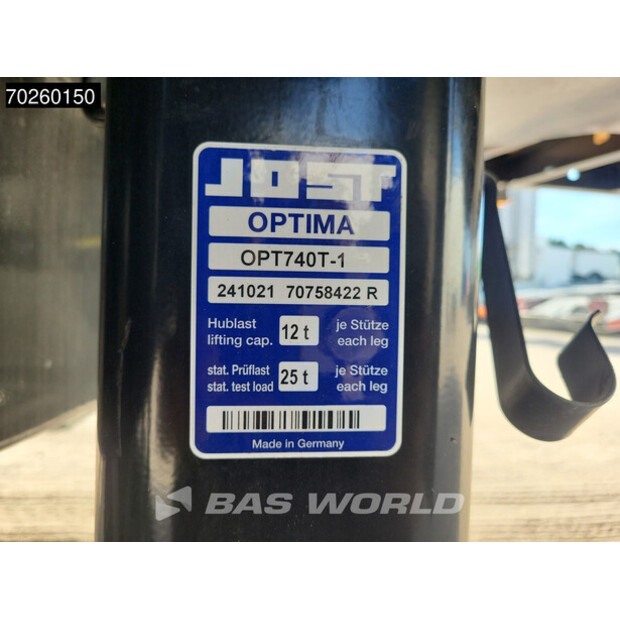 70260150
JOST
OPTIMA
OPT740T-1
241021 70758422 R
Hublast
lifting cap.
12 t
je Stütze
each leg
stat. Prüflast
stat. test load
25 t
je Stütze
each leg
Made in Germany
BAS WORLD